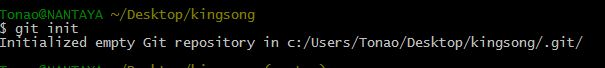 Tonao@NANTAYA ~/Desktop/kingsong
$ git init
Initialized empty Git repository in c:/Users/Tonao/Desktop/kingsong/.git/